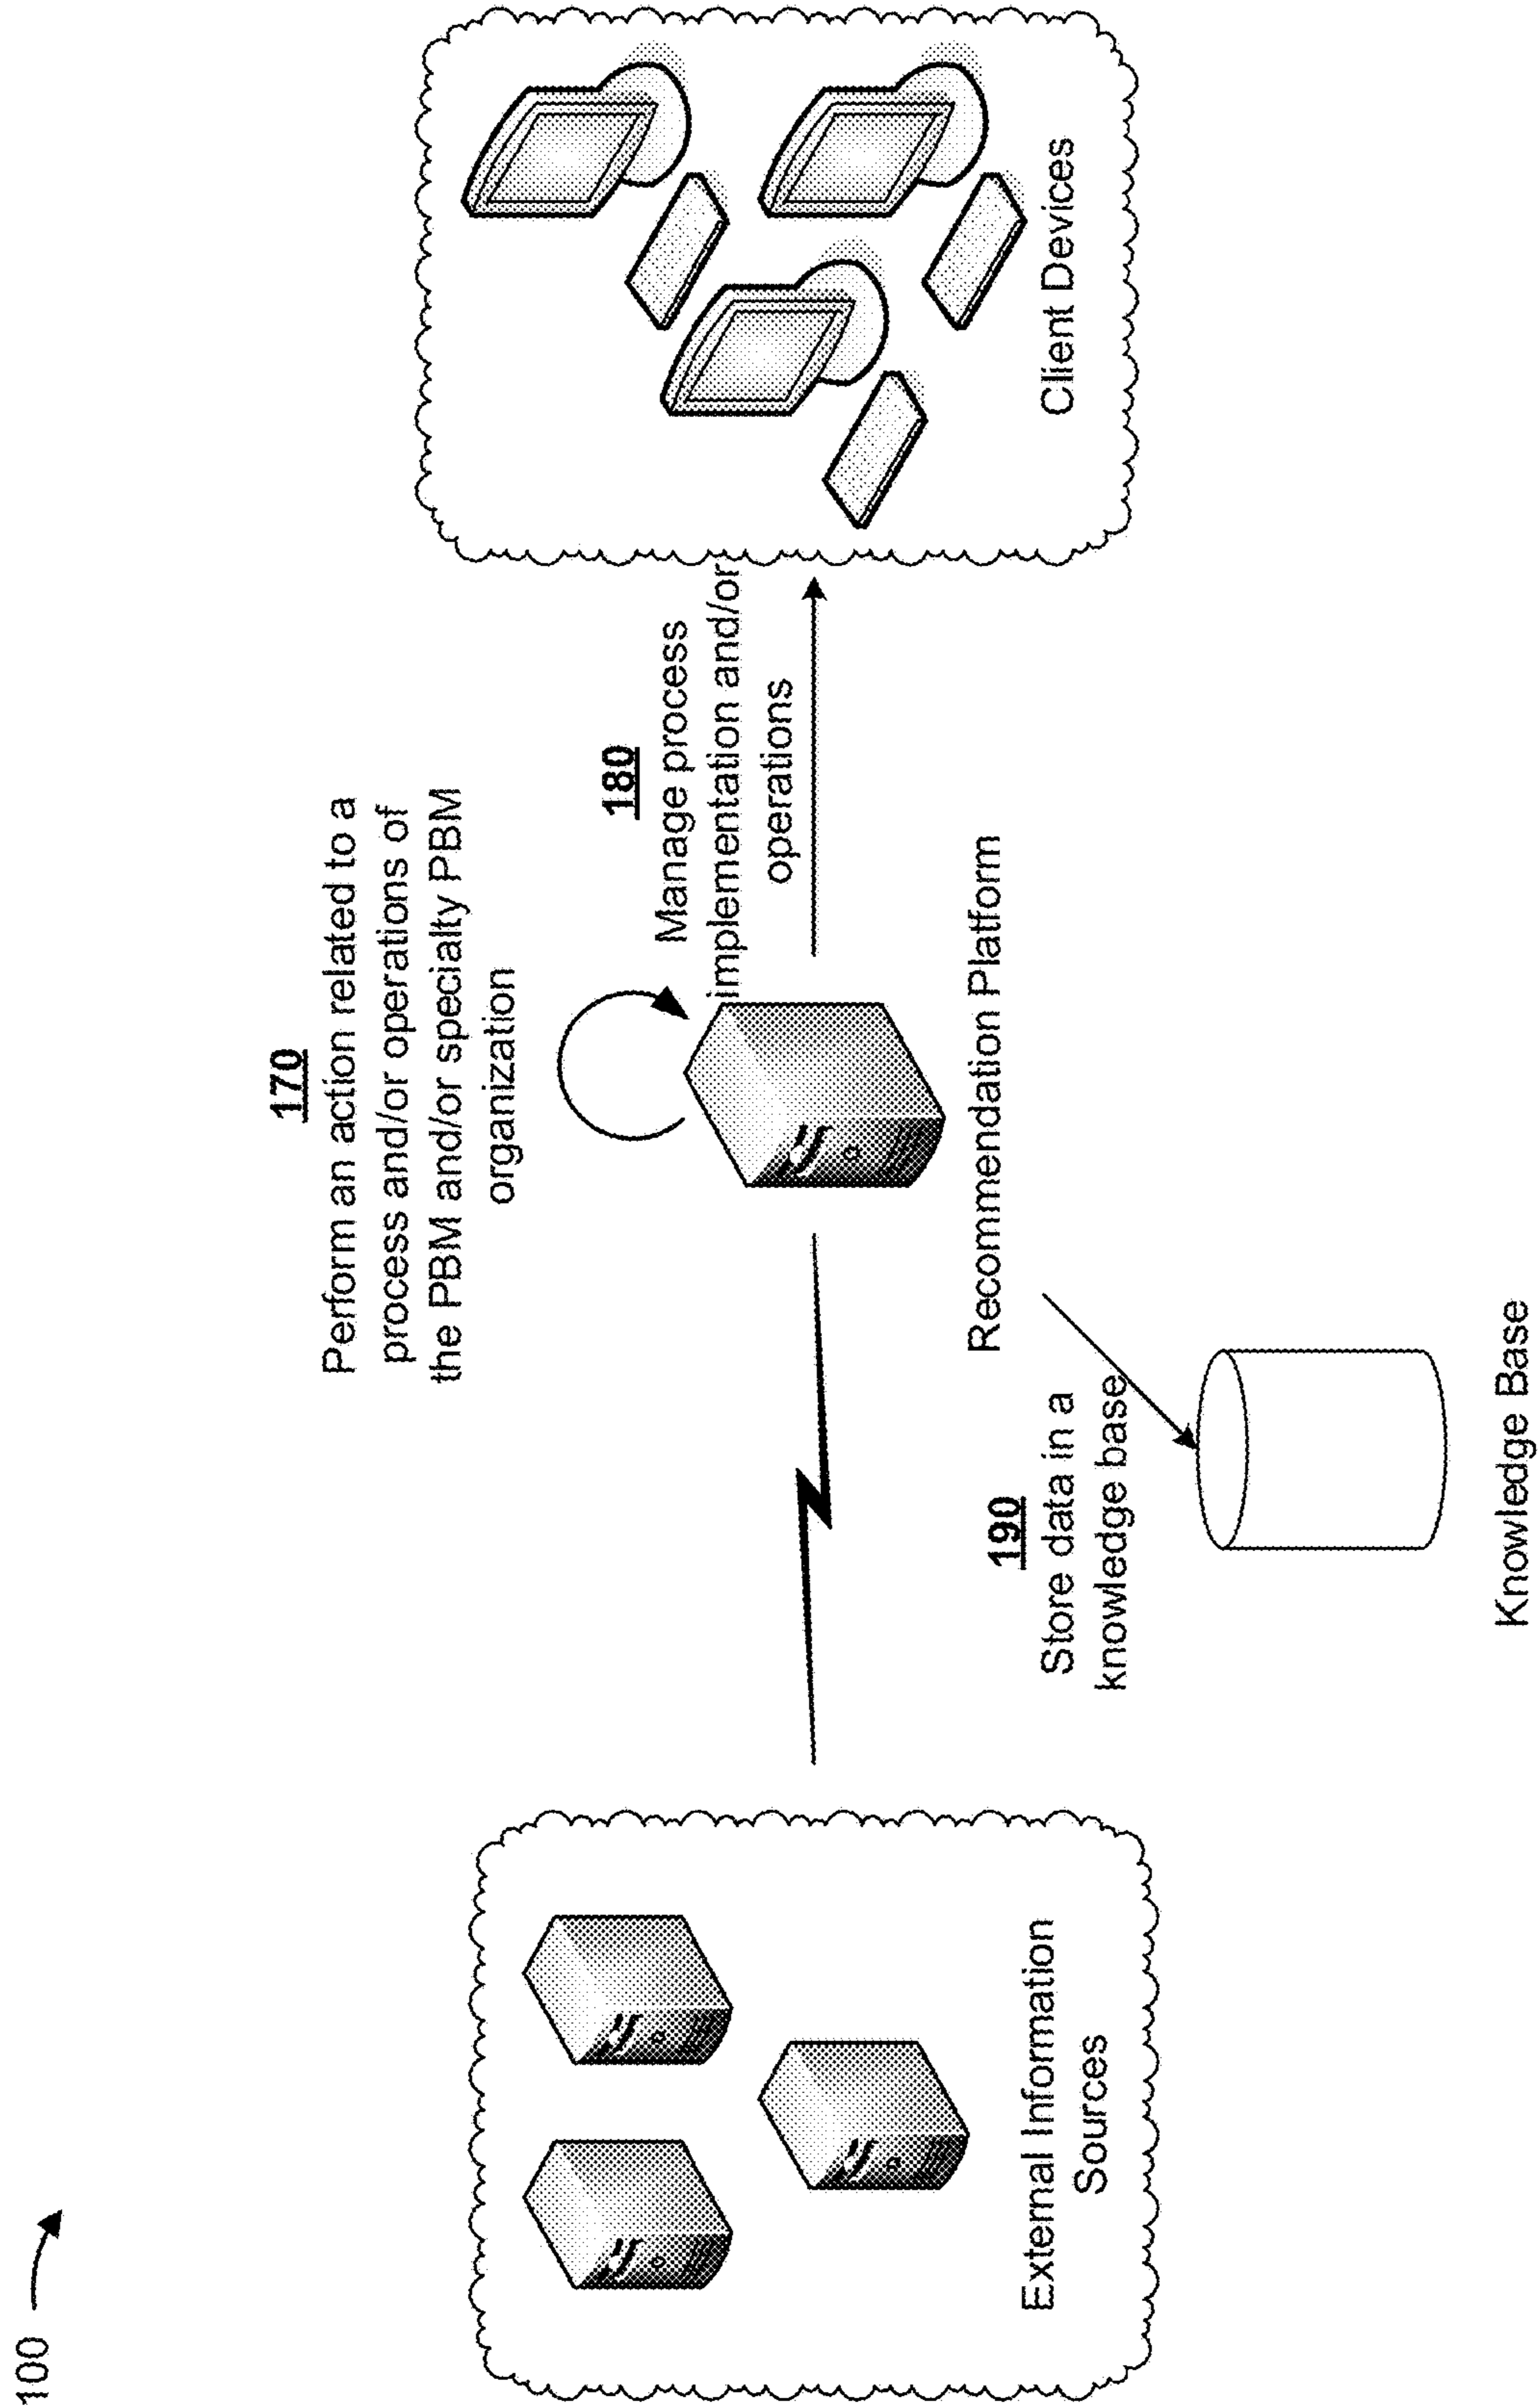 100
170
Perform an action related to a
process and/or operations of
the PBM and/or specialty PBM
organization
180
Manage process
implementation and/or
operations
Client Devices
Recommendation Platform
190
Store data in a
knowledge base
External Information
Sources
Knowledge Base